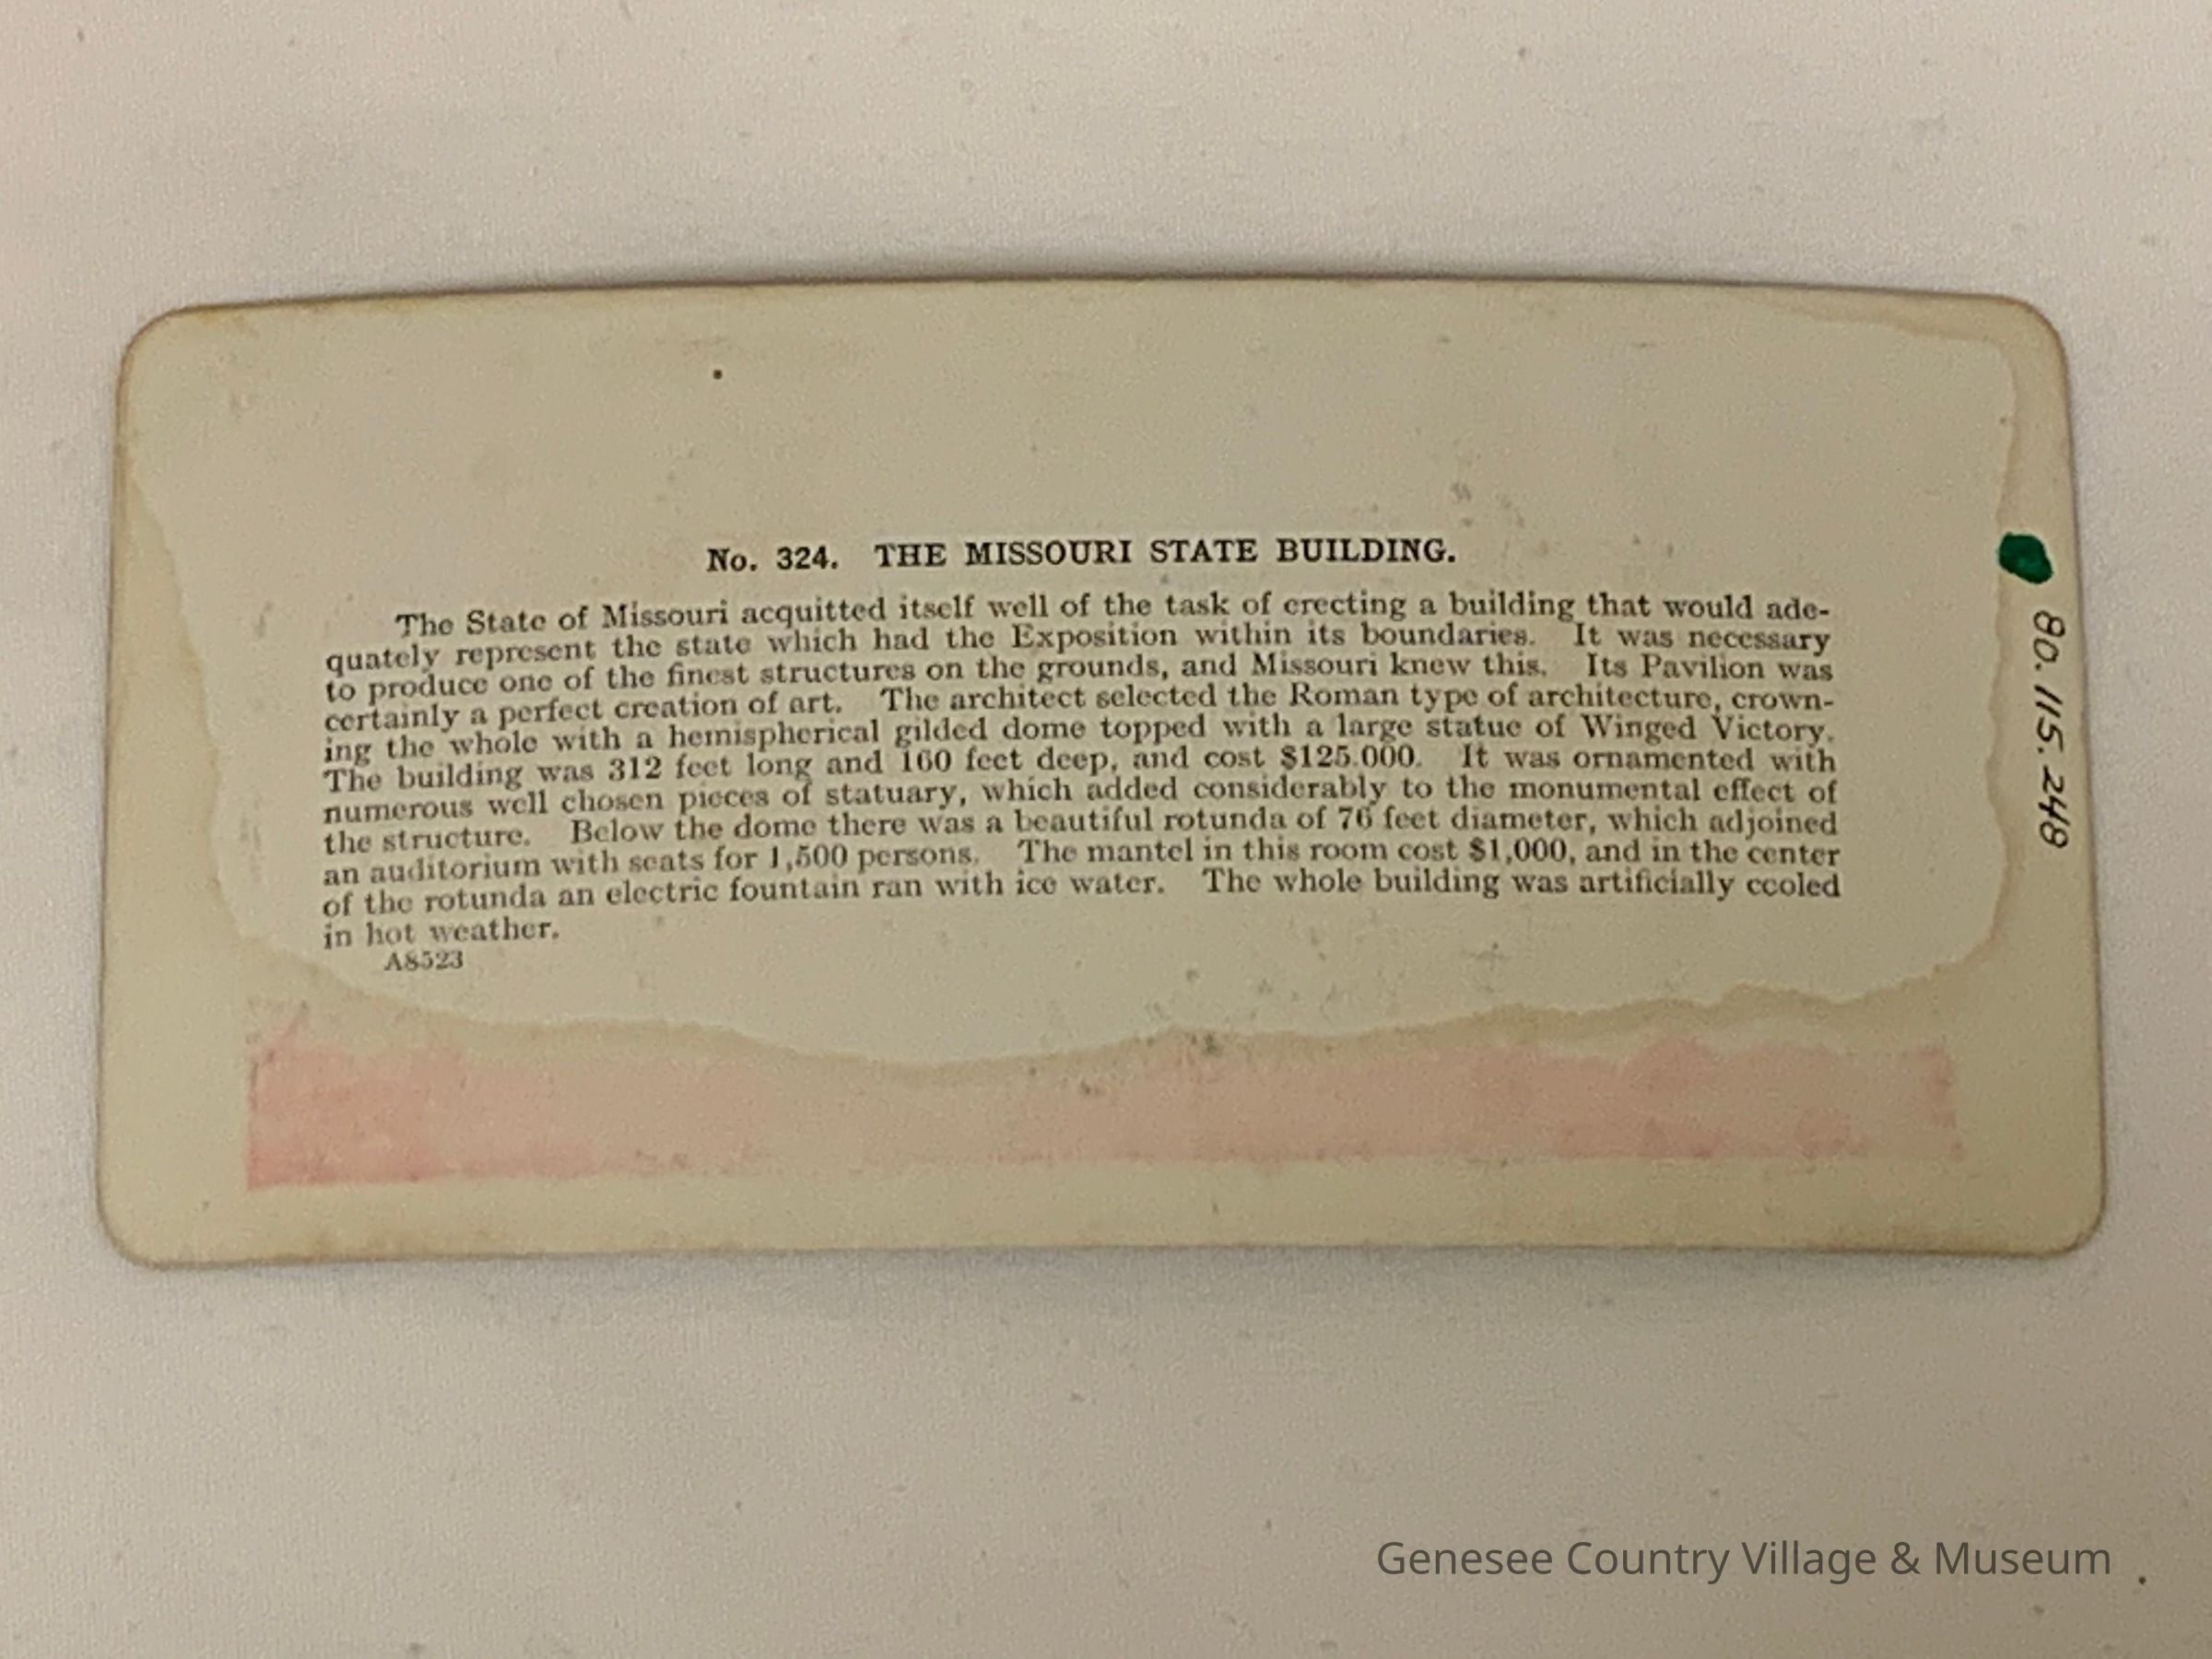 No. 324. THE MISSOURI STATE BUILDING.
The State of Missouri acquitted itself well of the task of erecting a building that would ade-
quately represent the state which had the Exposition within its boundaries. It was necessary
to produce one of the finest structures on the grounds, and Missouri knew this. Its Pavilion was
certainly a perfect creation of art. The architect selected the Roman type of architecture, crown-
ing the whole with a hemispherical gilded dome topped with a large statue of Winged Victory.
The building was 312 feet long and 160 feet deep, and cost $125.000. It was ornamented with
numerous well chosen pieces of statuary, which added considerably to the monumental effect of
the structure. Below the dome there was a beautiful rotunda of 76 feet diameter, which adjoined
an auditorium with seats for 1,500 persons. The mantel in this room cost $1,000, and in the center
of the rotunda an electric fountain ran with ice water. The whole building was artificially cooled
in hot weather.
A8523
80.115.248
Genesee Country Village & Museum